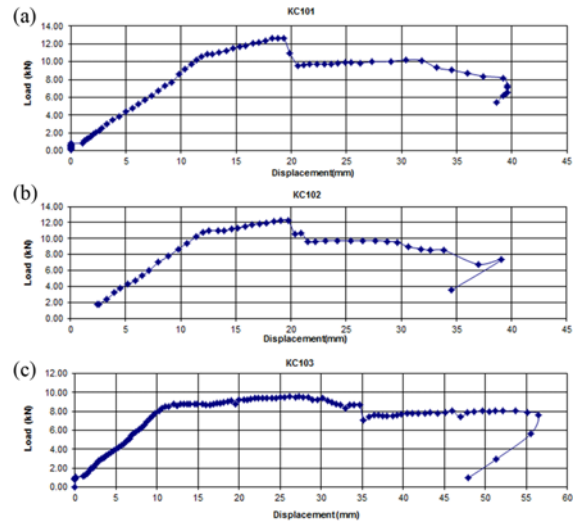 (a)
KC101
Load (kN)
14.00
12.00
10.00
8.00
6.00
4.00
2.00
0.00
0 5 10 15 20 25 30 35 40 45
Displacement(mm)
(b)
KC102
Load (kN)
14.00
12.00
10.00
8.00
6.00
4.00
2.00
0.00
0 5 10 15 20 25 30 35 40 45
Displacement(mm)
(c)
KC103
Load (kN)
12.00
10.00
8.00
6.00
4.00
2.00
0.00
0 5 10 15 20 25 30 35 40 45 50 55 60
Displacement (mm)